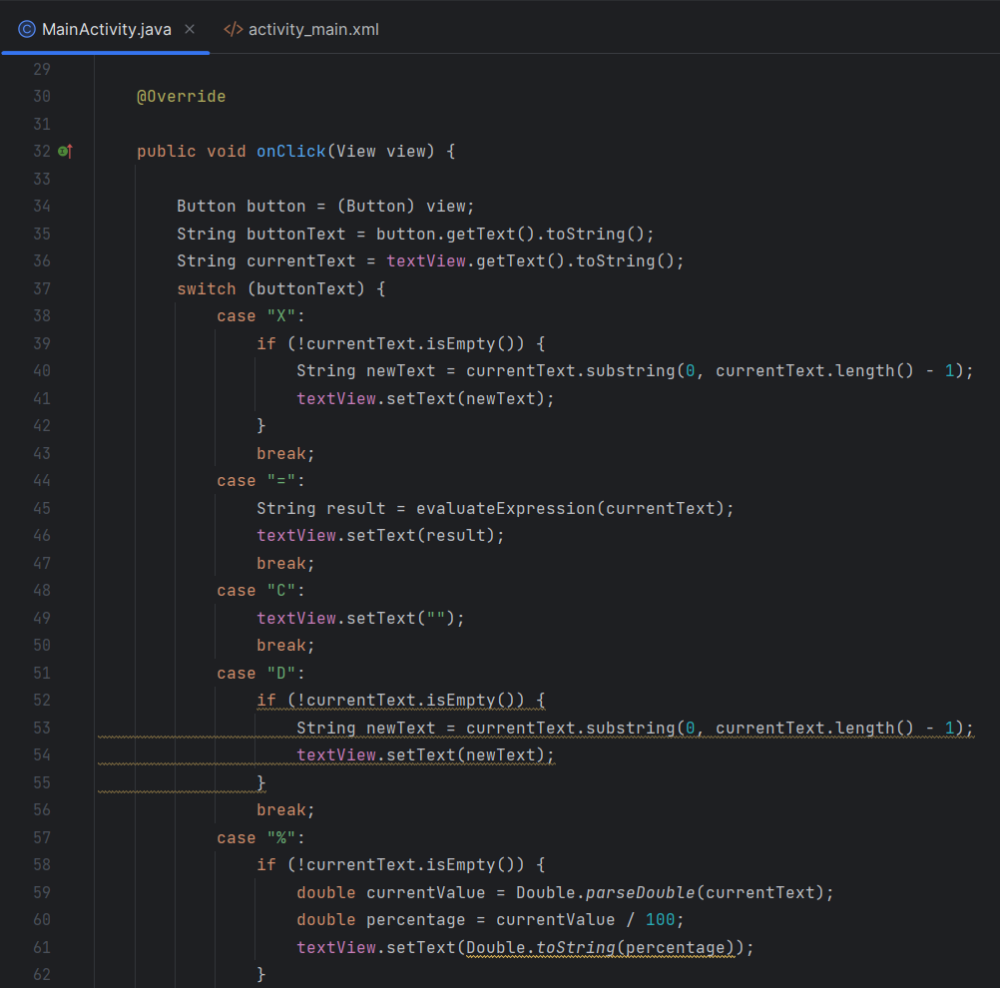 MainActivity.java activity_main.xml
29
30 @Override
31
32 public void onClick(View view) {
33
34 Button button = (Button) view;
35 String buttonText = button.getText().toString();
36 String currentText = textView.getText().toString();
37 switch (buttonText) {
38 case "X":
39 if (!currentText.isEmpty()) {
40 String newText = currentText.substring(0, currentText.length() - 1);
41 textView.setText(newText);
42 }
43 break;
44 case "=":
45 String result = evaluateExpression(currentText);
46 textView.setText(result);
47 break;
48 case "C":
49 textView.setText("");
50 break;
51 case "D":
52 if (!currentText.isEmpty()) {
53 String newText = currentText.substring(0, currentText.length() - 1);
54 textView.setText(newText);
55 }
56 break;
57 case "%":
58 if (!currentText.isEmpty()) {
59 double currentValue = Double.parseDouble(currentText);
60 double percentage = currentValue / 100;
61 textView.setText(Double.toString(percentage));
62 }